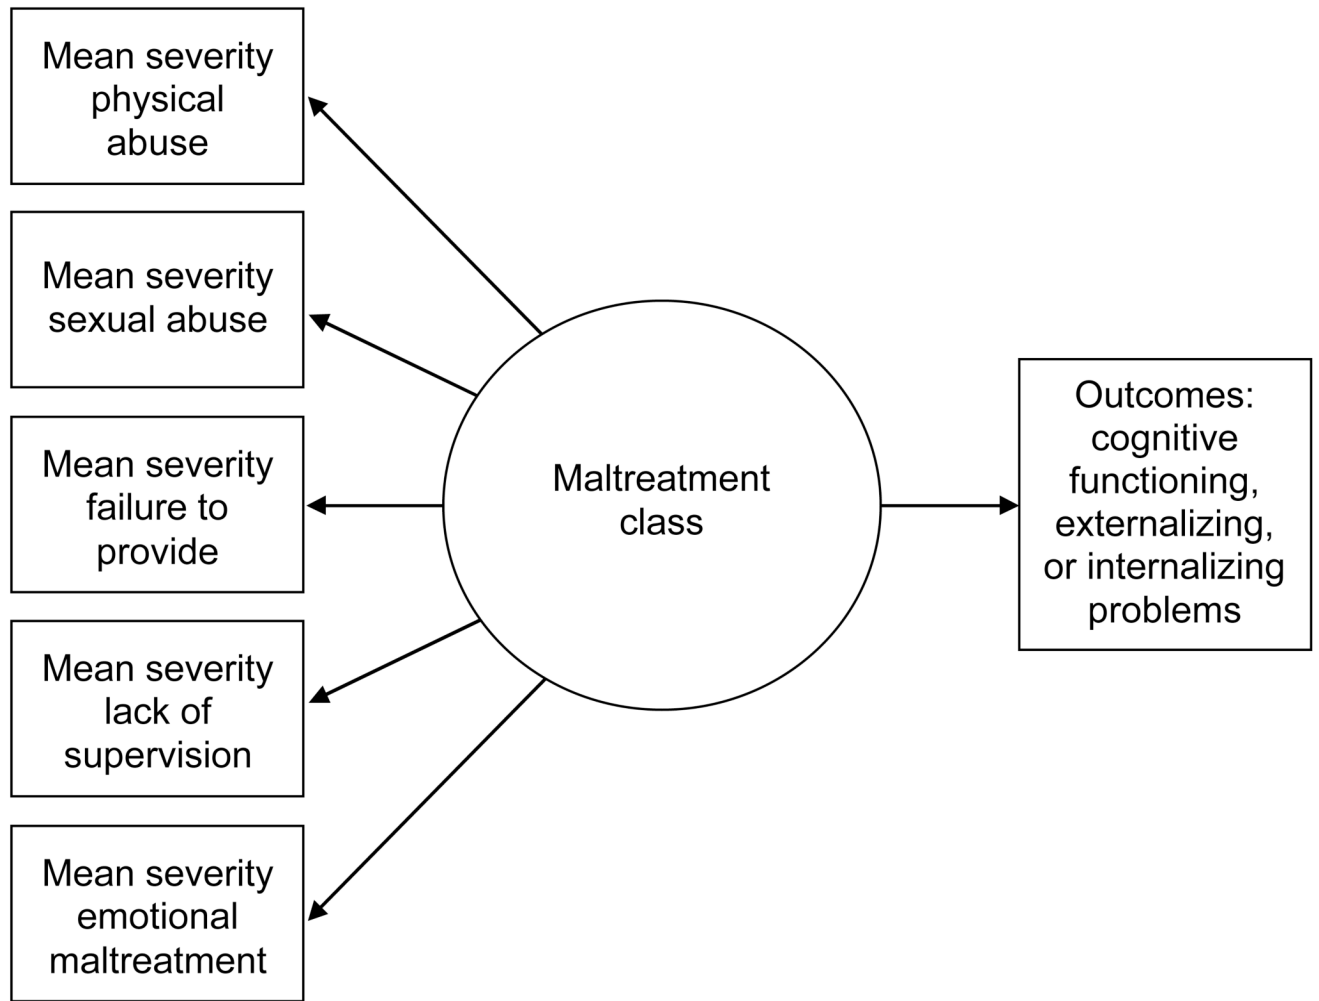 Mean severity
physical
abuse
Mean severity
sexual abuse
Mean severity
failure to
provide
Mean severity
lack of
supervision
Mean severity
emotional
maltreatment
Maltreatment
class
Outcomes:
cognitive
functioning,
externalizing,
or internalizing
problems